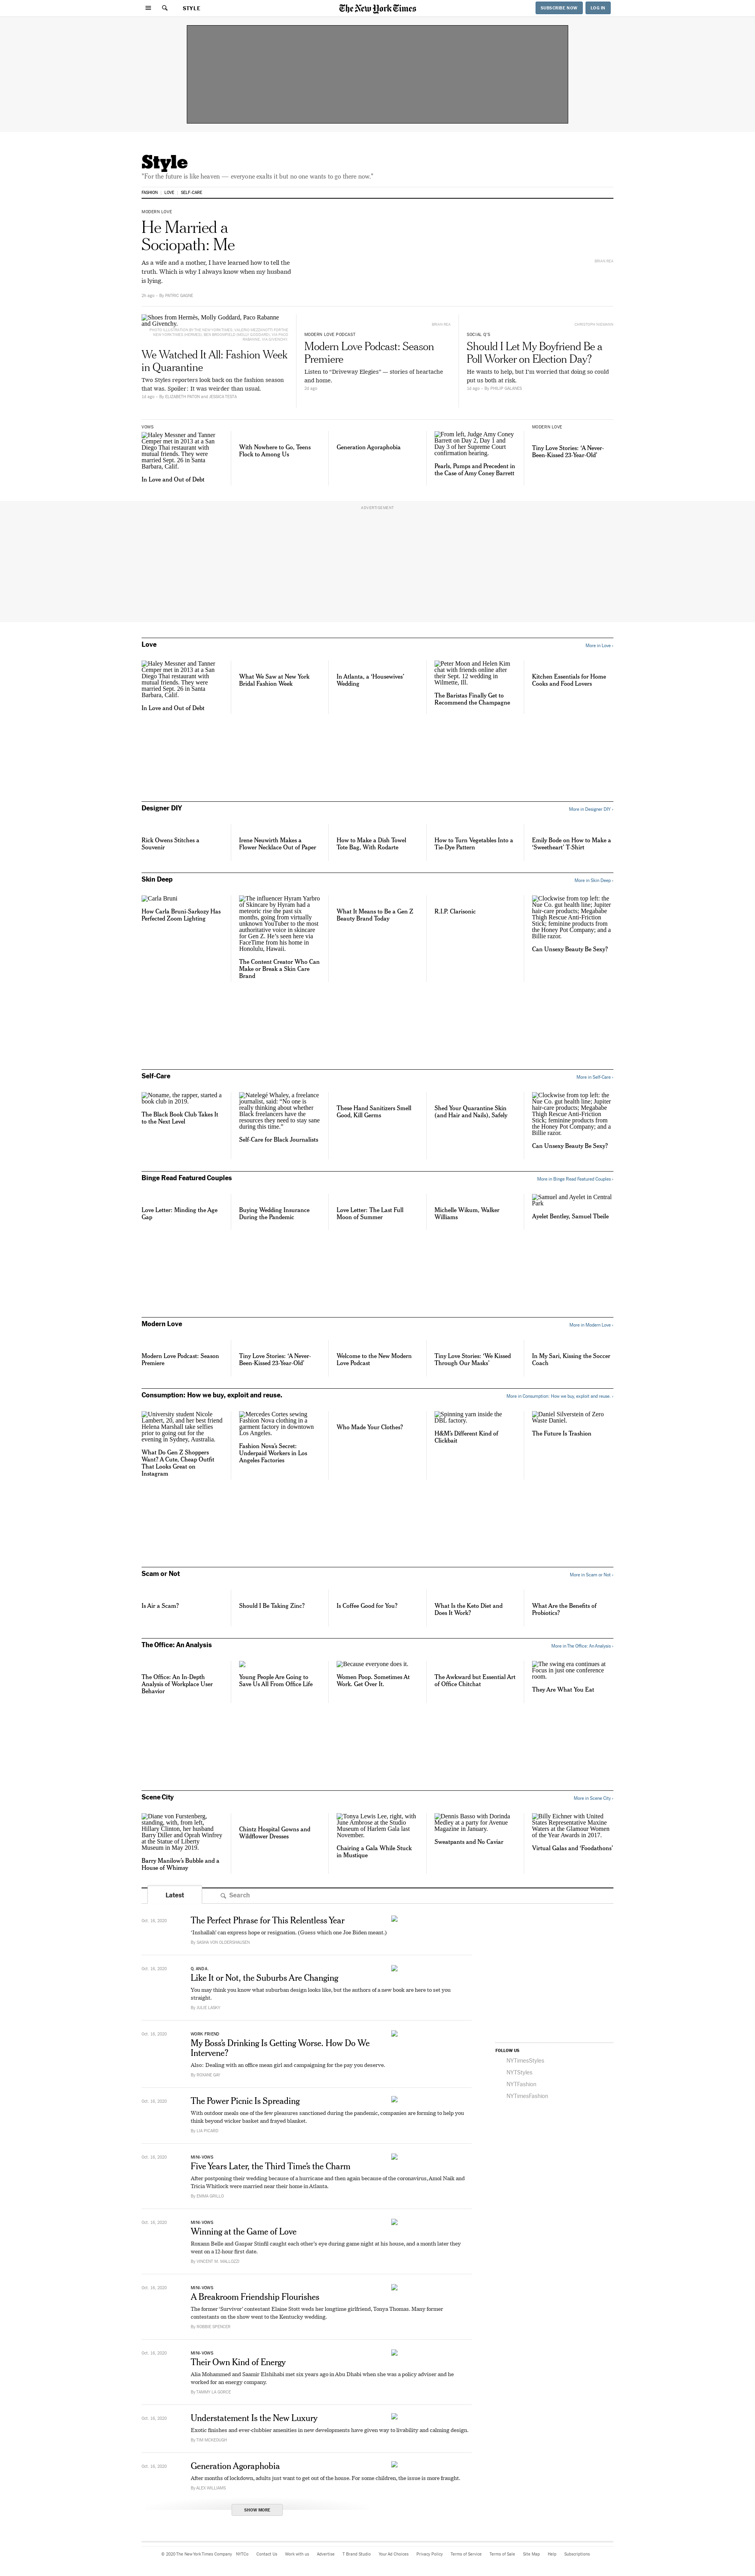 STYLE
The New York Times
SUBSCRIBE NOW
LOG IN
Style
"For the future is like heaven — everyone exalts it but no one wants to go there now."
FASHION
LOVE
SELF-CARE
MODERN LOVE
He Married a
Sociopath: Me
As a wife and mother, I have learned how to tell the
truth. Which is why I always know when my husband
is lying.
2h ago · By PATRIC GAGNE
BRIAN REA
Shoes from Hermès, Molly Goddard, Paco Rabanne
and Givenchy.
PHOTO ILLUSTRATION BY THE NEW YORK TIMES; VALERIO MEZZANOTTI FOR THE
NEW YORK TIMES (HERMÈS); BEN BROOMFIELD (MOLLY GODDARD); VIA PACO
RABANNE; VIA GIVENCHY;
We Watched It All: Fashion Week
in Quarantine
Two Styles reporters look back on the fashion season
that was. Spoiler: It was weirder than usual.
1d ago · By ELIZABETH PATON and JESSICA TESTA
BRIAN REA
MODERN LOVE PODCAST
Modern Love Podcast: Season
Premiere
Listen to "Driveway Elegies" — stories of heartache
and home.
3d ago
CHRISTOPH NIEMANN
SOCIAL Q'S
Should I Let My Boyfriend Be a
Poll Worker on Election Day?
He wants to help, but I'm worried that doing so could
put us both at risk.
1d ago · By PHILIP GALANES
VOWS
Haley Messner and Tanner
Cemper met in 2013 at a San
Diego Thai restaurant with
mutual friends. They were
married Sept. 26 in Santa
Barbara, Calif.
In Love and Out of Debt
With Nowhere to Go, Teens
Flock to Among Us
Generation Agoraphobia
From left, Judge Amy Coney
Barrett on Day 2, Day 1 and
Day 3 of her Supreme Court
confirmation hearing.
Pearls, Pumps and Precedent in
the Case of Amy Coney Barrett
MODERN LOVE
Tiny Love Stories: 'A Never-
Been-Kissed 23-Year-Old'
ADVERTISEMENT
Love
More in Love ›
Haley Messner and Tanner
Cemper met in 2013 at a San
Diego Thai restaurant with
mutual friends. They were
married Sept. 26 in Santa
Barbara, Calif.
In Love and Out of Debt
What We Saw at New York
Bridal Fashion Week
In Atlanta, a 'Housewives'
Wedding
Peter Moon and Helen Kim
chat with friends online after
their Sept. 12 wedding in
Wilmette, Ill.
The Baristas Finally Get to
Recommend the Champagne
Kitchen Essentials for Home
Cooks and Food Lovers
Designer DIY
More in Designer DIY ›
Rick Owens Stitches a
Souvenir
Irene Neuwirth Makes a
Flower Necklace Out of Paper
How to Make a Dish Towel
Tote Bag, With Rodarte
How to Turn Vegetables Into a
Tie-Dye Pattern
Emily Bode on How to Make a
'Sweetheart' T-Shirt
Skin Deep
More in Skin Deep ›
Carla Bruni
How Carla Bruni-Sarkozy Has
Perfected Zoom Lighting
The influencer Hyram Yarbro
of Skincare by Hyram had a
meteoric rise the past six
months, going from virtually
unknown YouTuber to the most
authoritative voice in skincare
for Gen Z. He's seen here via
FaceTime from his home in
Honolulu, Hawaii.
The Content Creator Who Can
Make or Break a Skin Care
Brand
What It Means to Be a Gen Z
Beauty Brand Today
R.I.P. Clarisonic
Clockwise from top left: the
Nue Co. gut health line; Jupiter
hair-care products; Megababe
Thigh Rescue Anti-Friction
Stick; feminine products from
the Honey Pot Company; and a
Billie razor.
Can Unsexy Beauty Be Sexy?
Self-Care
More in Self-Care ›
Noname, the rapper, started a
book club in 2019.
The Black Book Club Takes It
to the Next Level
Natelegé Whaley, a freelance
journalist, said: "No one is
really thinking about whether
Black freelancers have the
resources they need to stay sane
during this time."
Self-Care for Black Journalists
These Hand Sanitizers Smell
Good, Kill Germs
Shed Your Quarantine Skin
(and Hair and Nails), Safely
Clockwise from top left: the
Nue Co. gut health line; Jupiter
hair-care products; Megababe
Thigh Rescue Anti-Friction
Stick; feminine products from
the Honey Pot Company; and a
Billie razor.
Can Unsexy Beauty Be Sexy?
Binge Read Featured Couples
More in Binge Read Featured Couples ›
Love Letter: Minding the Age
Gap
Buying Wedding Insurance
During the Pandemic
Love Letter: The Last Full
Moon of Summer
Michelle Wikum, Walker
Williams
Samuel and Ayelet in Central
Park
Ayelet Bentley, Samuel Tbeile
Modern Love
More in Modern Love ›
Modern Love Podcast: Season
Premiere
Tiny Love Stories: 'A Never-
Been-Kissed 23-Year-Old'
Welcome to the New Modern
Love Podcast
Tiny Love Stories: 'We Kissed
Through Our Masks'
In My Sari, Kissing the Soccer
Coach
Consumption: How we buy, exploit and reuse.
More in Consumption: How we buy, exploit and reuse. ›
University student Nicole
Lambert, 20, and her best friend
Helena Marshall take selfies
prior to going out for the
evening in Sydney, Australia.
What Do Gen Z Shoppers
Want? A Cute, Cheap Outfit
That Looks Great on
Instagram
Mercedes Cortes sewing
Fashion Nova clothing in a
garment factory in downtown
Los Angeles.
Fashion Nova's Secret:
Underpaid Workers in Los
Angeles Factories
Who Made Your Clothes?
Spinning yarn inside the
DBL factory.
H&M's Different Kind of
Clickbait
Daniel Silverstein of Zero
Waste Daniel.
The Future Is Trashion
Scam or Not
More in Scam or Not ›
Is Air a Scam?
Should I Be Taking Zinc?
Is Coffee Good for You?
What Is the Keto Diet and
Does It Work?
What Are the Benefits of
Probiotics?
The Office: An Analysis
More in The Office: An Analysis ›
The Office: An In-Depth
Analysis of Workplace User
Behavior
Young People Are Going to
Save Us All From Office Life
Because everyone does it.
Women Poop. Sometimes At
Work. Get Over It.
The Awkward but Essential Art
of Office Chitchat
The swing era continues at
Focus in just one conference
room.
They Are What You Eat
Scene City
More in Scene City ›
Diane von Furstenberg,
standing, with, from left,
Hillary Clinton, her husband
Barry Diller and Oprah Winfrey
at the Statue of Liberty
Museum in May 2019.
Barry Manilow's Bubble and a
House of Whimsy
Chintz Hospital Gowns and
Wildflower Dresses
Tonya Lewis Lee, right, with
June Ambrose at the Studio
Museum of Harlem Gala last
November.
Chairing a Gala While Stuck
in Mustique
Dennis Basso with Dorinda
Medley at a party for Avenue
Magazine in January.
Sweatpants and No Caviar
Billy Eichner with United
States Representative Maxine
Waters at the Glamour Women
of the Year Awards in 2017.
Virtual Galas and 'Foodathons'
Latest
Search
Oct. 16, 2020
The Perfect Phrase for This Relentless Year
'Inshallah' can express hope or resignation. (Guess which one Joe Biden meant.)
By SASHA VON OLDERSHAUSEN
Oct. 16, 2020
Q. AND A.
Like It or Not, the Suburbs Are Changing
You may think you know what suburban design looks like, but the authors of a new book are here to set you
straight.
By JULIE LASKY
Oct. 16, 2020
WORK FRIEND
My Boss's Drinking Is Getting Worse. How Do We
Intervene?
Also: Dealing with an office mean girl and campaigning for the pay you deserve.
By ROXANE GAY
Oct. 16, 2020
The Power Picnic Is Spreading
With outdoor meals one of the few pleasures sanctioned during the pandemic, companies are forming to help you
think beyond wicker basket and frayed blanket.
By LIA PICARD
Oct. 16, 2020
MINI-VOWS
Five Years Later, the Third Time's the Charm
After postponing their wedding because of a hurricane and then again because of the coronavirus, Amol Naik and
Tricia Whitlock were married near their home in Atlanta.
By EMMA GRILLO
Oct. 16, 2020
MINI-VOWS
Winning at the Game of Love
Roxann Belle and Gaspar Stinfil caught each other's eye during game night at his house, and a month later they
went on a 12-hour first date.
By VINCENT M. MALLOZZI
Oct. 16, 2020
MINI-VOWS
A Breakroom Friendship Flourishes
The former 'Survivor' contestant Elaine Stott weds her longtime girlfriend, Tonya Thomas. Many former
contestants on the show went to the Kentucky wedding.
By ROBBIE SPENCER
Oct. 16, 2020
MINI-VOWS
Their Own Kind of Energy
Alia Mohammed and Saamir Elshihabi met six years ago in Abu Dhabi when she was a policy adviser and he
worked for an energy company.
By TAMMY LA GORCE
Oct. 16, 2020
Understatement Is the New Luxury
Exotic finishes and ever-clubbier amenities in new developments have given way to livability and calming design.
By TIM MCKEOUGH
Oct. 16, 2020
Generation Agoraphobia
After months of lockdown, adults just want to get out of the house. For some children, the issue is more fraught.
By ALEX WILLIAMS
SHOW MORE
FOLLOW US
NYTimesStyles
NYTStyles
NYTFashion
NYTimesFashion
© 2020 The New York Times Company
NYTCo
Contact Us
Work with us
Advertise
T Brand Studio
Your Ad Choices
Privacy Policy
Terms of Service
Terms of Sale
Site Map
Help
Subscriptions